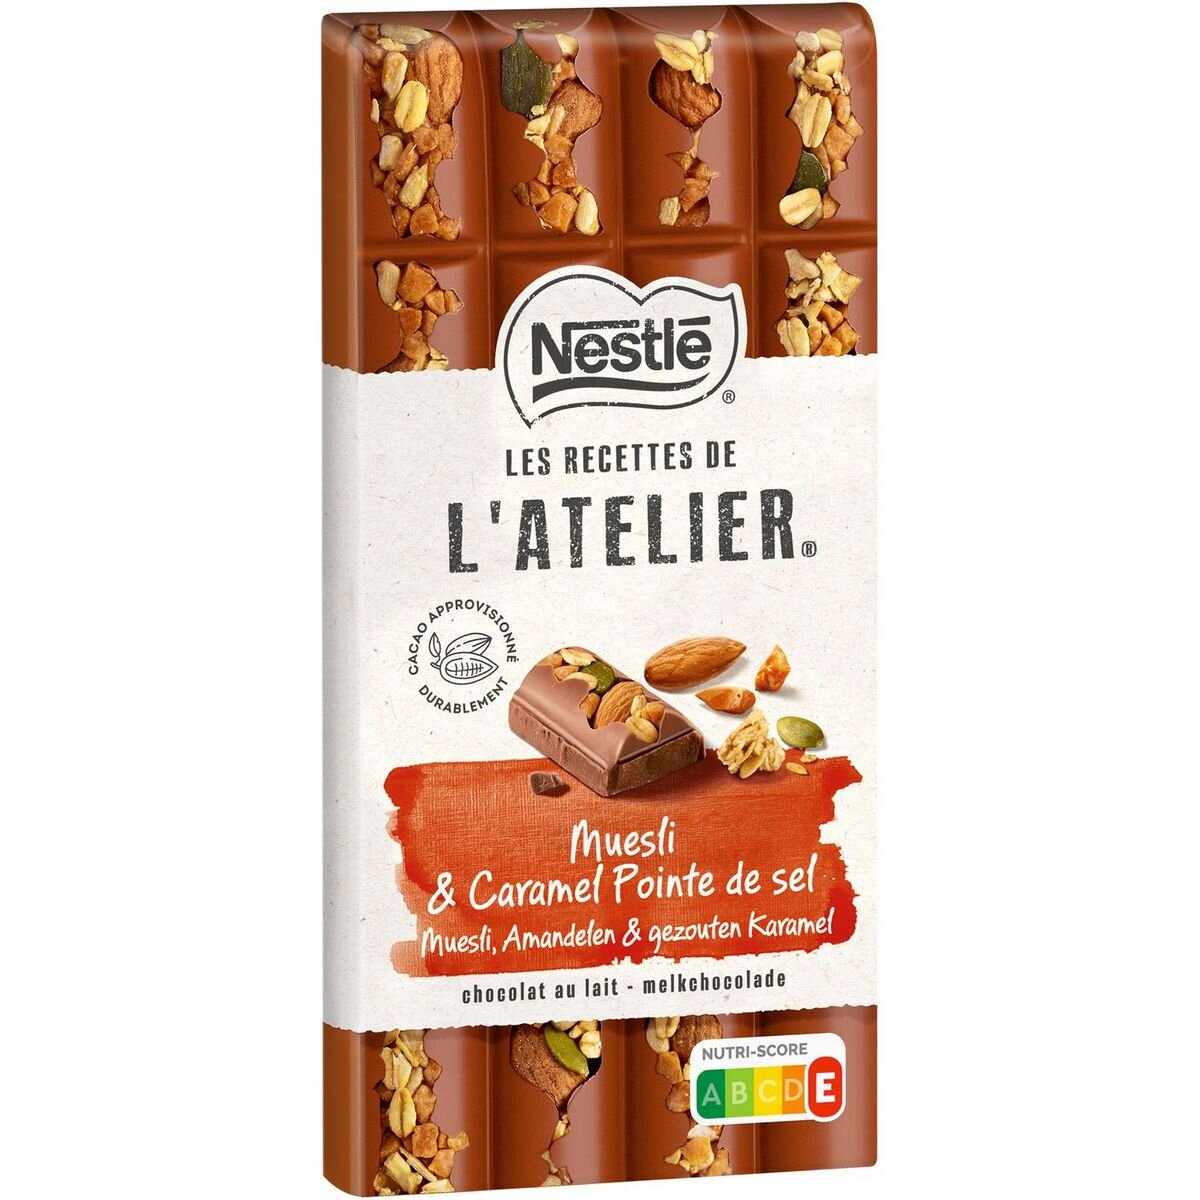 Nestlé
®
LES RECETTES DE
L'ATELIER®
CACAO APPROVISIONNÉ
DURABLEMENT
Muesli
& Caramel Pointe de sel
Muesli, Amandelen & gezouten Karamel
chocolat au lait - melkchocolade
NUTRI-SCORE
A B C D E